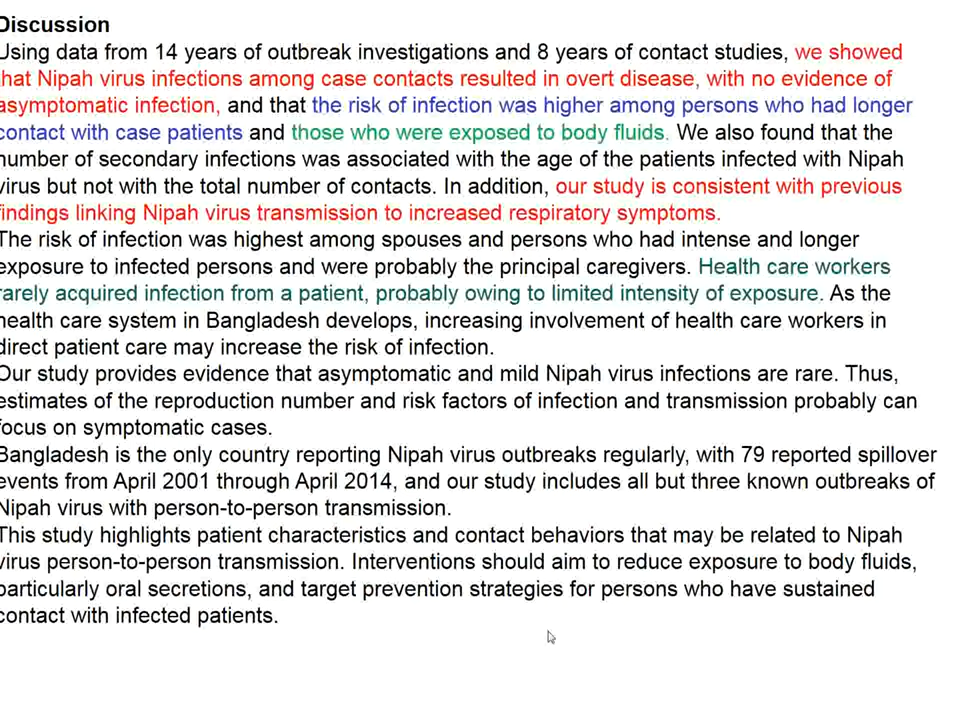 Discussion
Using data from 14 years of outbreak investigations and 8 years of contact studies, we showed
that Nipah virus infections among case contacts resulted in overt disease, with no evidence of
asymptomatic infection, and that the risk of infection was higher among persons who had longer
contact with case patients and those who were exposed to body fluids. We also found that the
number of secondary infections was associated with the age of the patients infected with Nipah
virus but not with the total number of contacts. In addition, our study is consistent with previous
findings linking Nipah virus transmission to increased respiratory symptoms.
The risk of infection was highest among spouses and persons who had intense and longer
exposure to infected persons and were probably the principal caregivers. Health care workers
rarely acquired infection from a patient, probably owing to limited intensity of exposure. As the
health care system in Bangladesh develops, increasing involvement of health care workers in
direct patient care may increase the risk of infection.
Our study provides evidence that asymptomatic and mild Nipah virus infections are rare. Thus,
estimates of the reproduction number and risk factors of infection and transmission probably can
focus on symptomatic cases.
Bangladesh is the only country reporting Nipah virus outbreaks regularly, with 79 reported spillover
events from April 2001 through April 2014, and our study includes all but three known outbreaks of
Nipah virus with person-to-person transmission.
This study highlights patient characteristics and contact behaviors that may be related to Nipah
virus person-to-person transmission. Interventions should aim to reduce exposure to body fluids,
particularly oral secretions, and target prevention strategies for persons who have sustained
contact with infected patients.